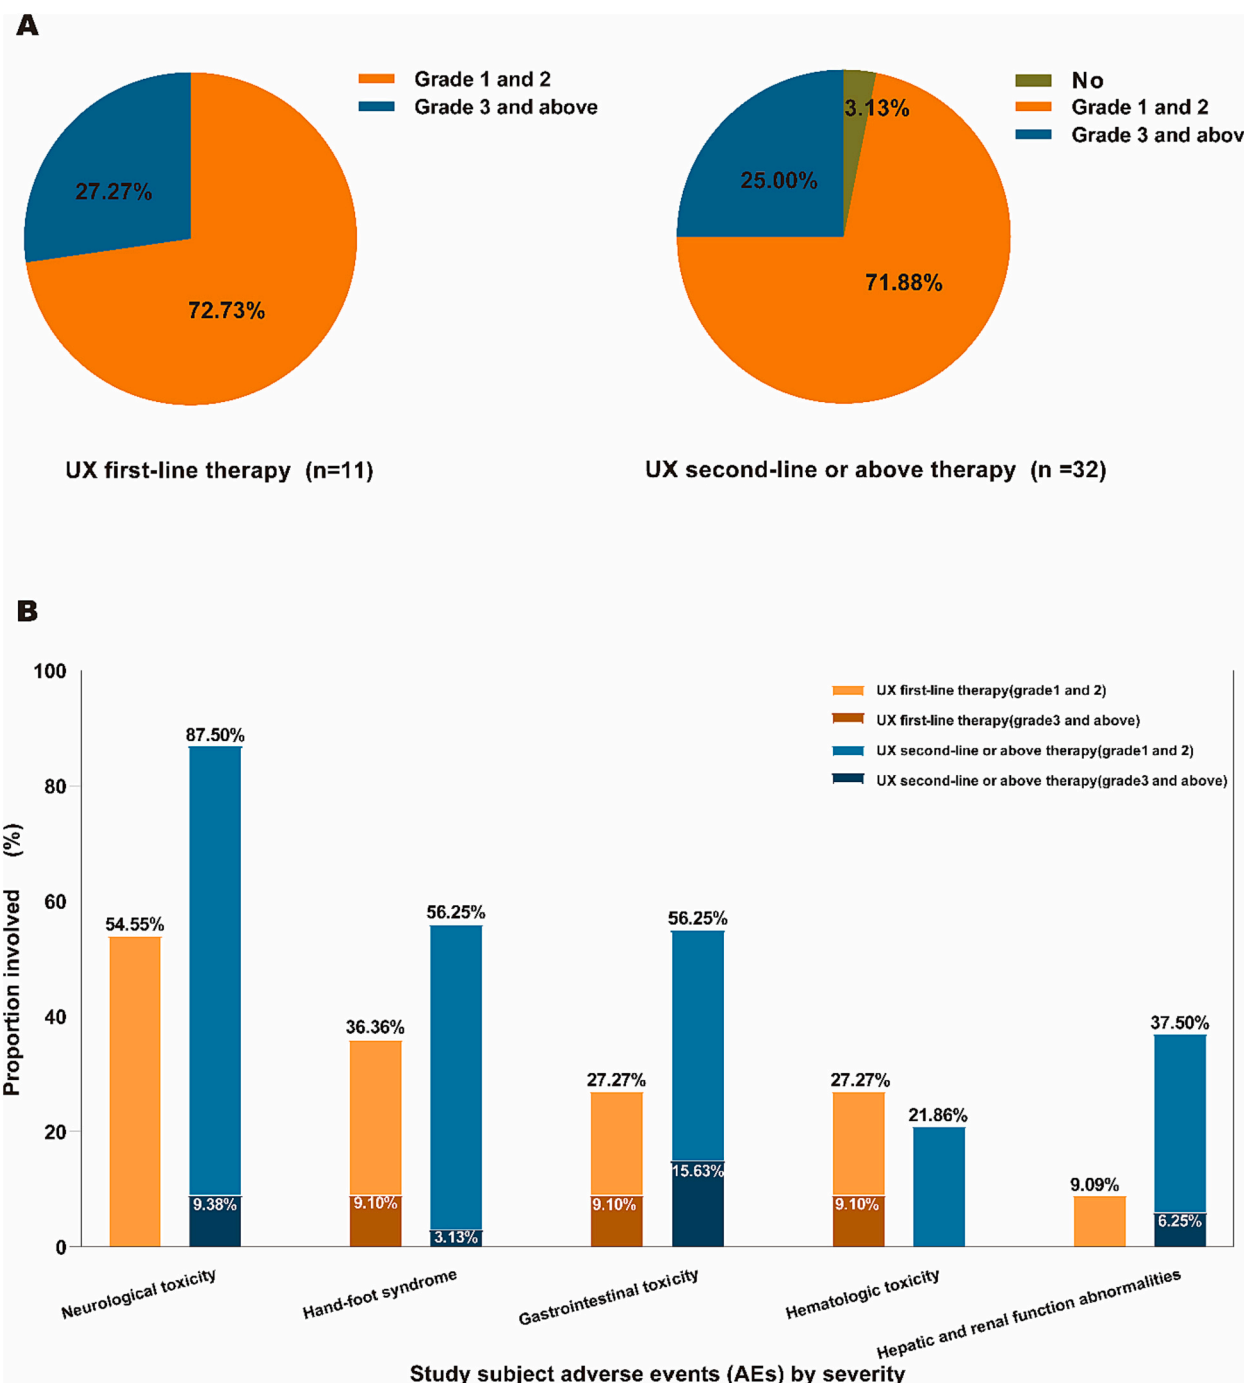 A
Grade 1 and 2
Grade 3 and above
27.27%
72.73%
UX first-line therapy (n=11)
No
Grade 1 and 2
Grade 3 and abov
3.13%
25.00%
71.88%
UX second-line or above therapy (n =32)
B
Proportion involved (%)
100
80
60
40
20
0
UX first-line therapy(grade1 and 2)
UX first-line therapy(grade3 and above)
UX second-line or above therapy(grade1 and 2)
UX second-line or above therapy(grade3 and above)
54.55%
87.50%
9.38%
36.36%
9.10%
56.25%
3.13%
27.27%
9.10%
56.25%
15.63%
27.27%
9.10%
21.86%
9.09%
37.50%
6.25%
Neurological toxicity
Hand-foot syndrome
Gastrointestinal toxicity
Hematologic toxicity
Hepatic and renal function abnormalities
Study subject adverse events (AEs) by severity